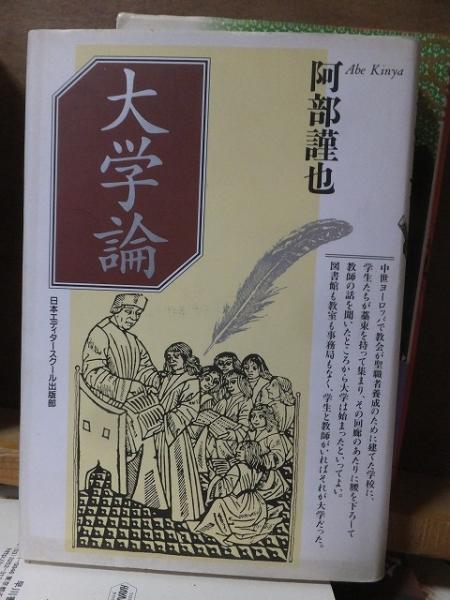 大学論
阿部謹也
Abe Kinya
中世ヨーロッパで教会が聖職者養成のために建てた学校に、
学生たちが藁束を持って集まり、その回廊のあたりに腰を下ろして
教師の話を聞いたところから大学は始まったといってよい。
図書館も教室も事務局もなく、学生と教師がいればそれが大学だった。
日本エディタースクール出版部